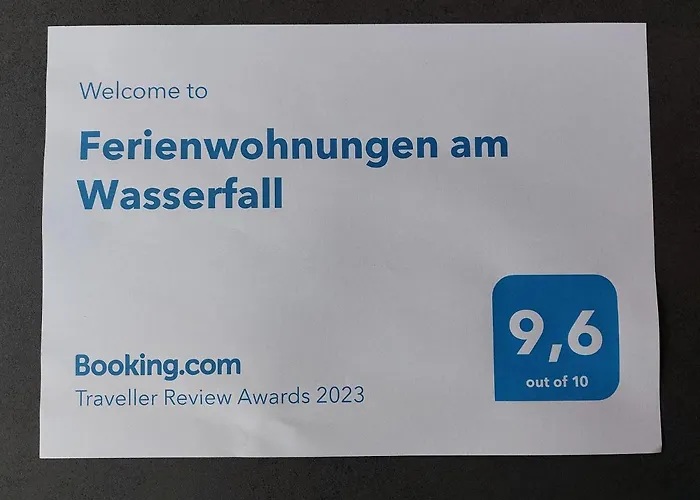 Welcome to
Ferienwohnungen am
Wasserfall
9,6
out of 10
Booking.com
Traveller Review Awards 2023